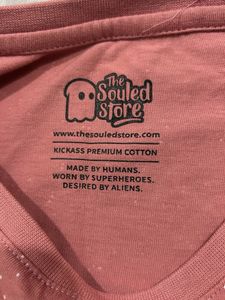 The
Souled
Store
www.thesouledstore.com
KICKASS PREMIUM COTTON
MADE BY HUMANS.
WORN BY SUPERHEROES.
DESIRED BY ALIENS.